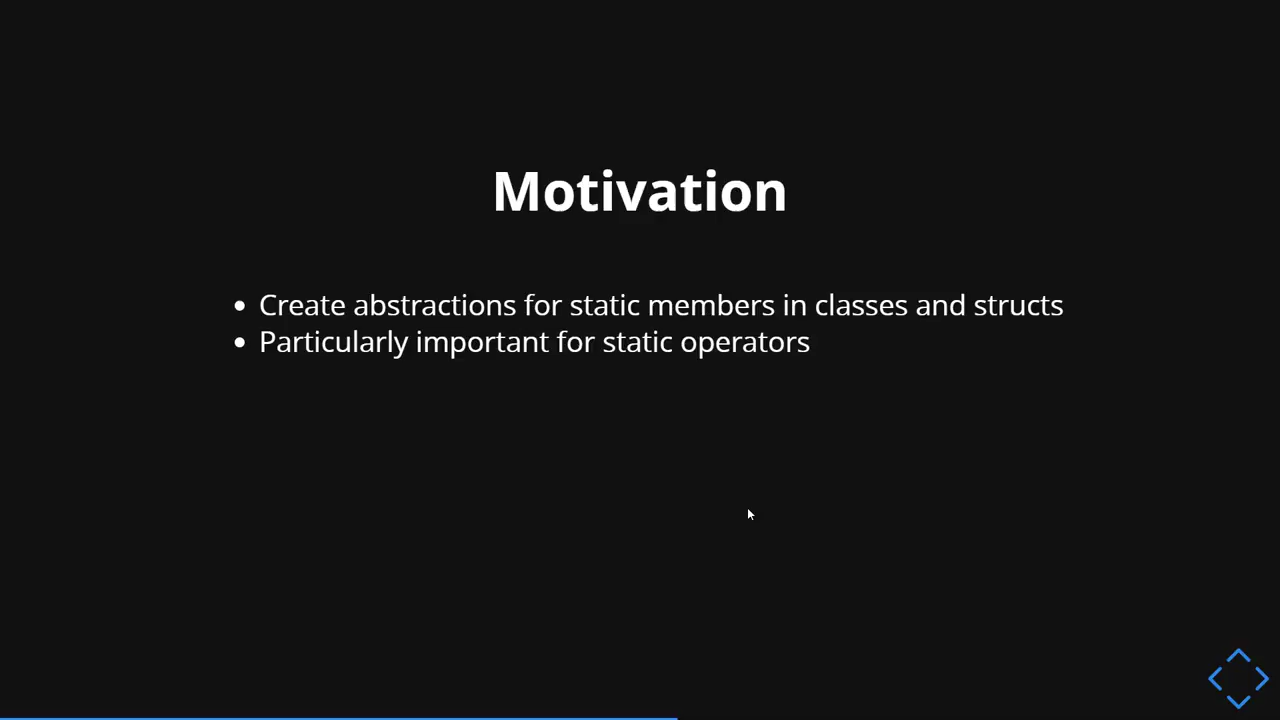 Motivation
• Create abstractions for static members in classes and structs
• Particularly important for static operators